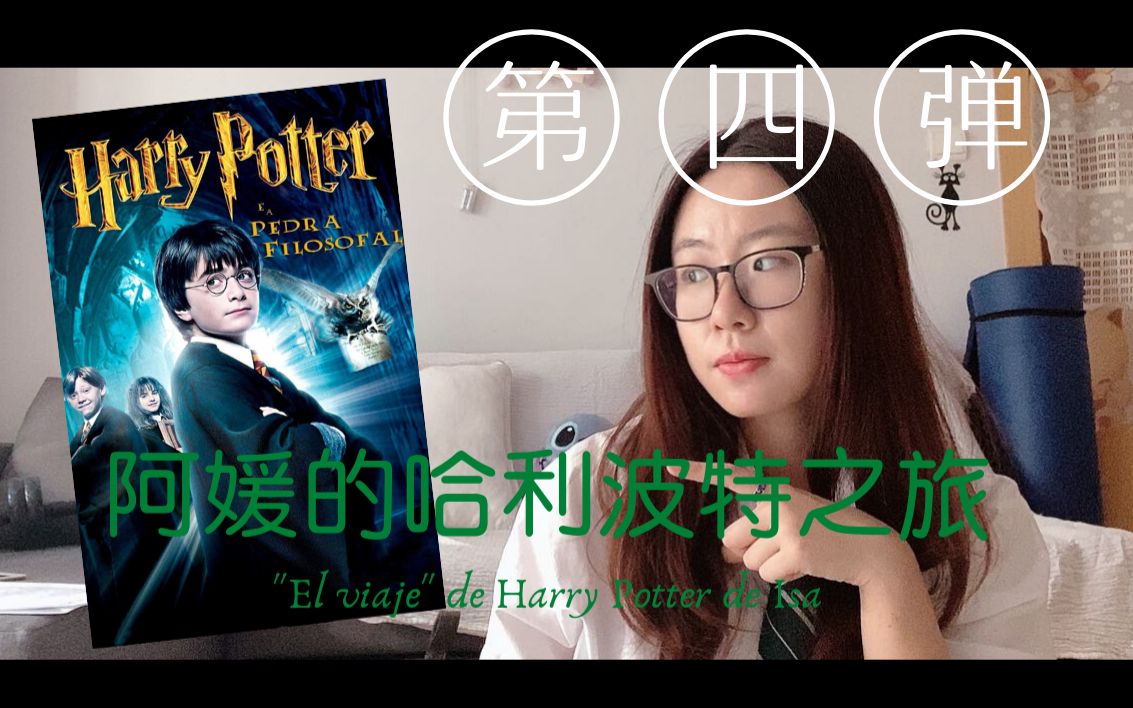 第四弹
Harry Potter
E A
PEDRA
FILOSOFAL
阿媛的哈利波特之旅
"El viaje" de Harry Potter de Isa